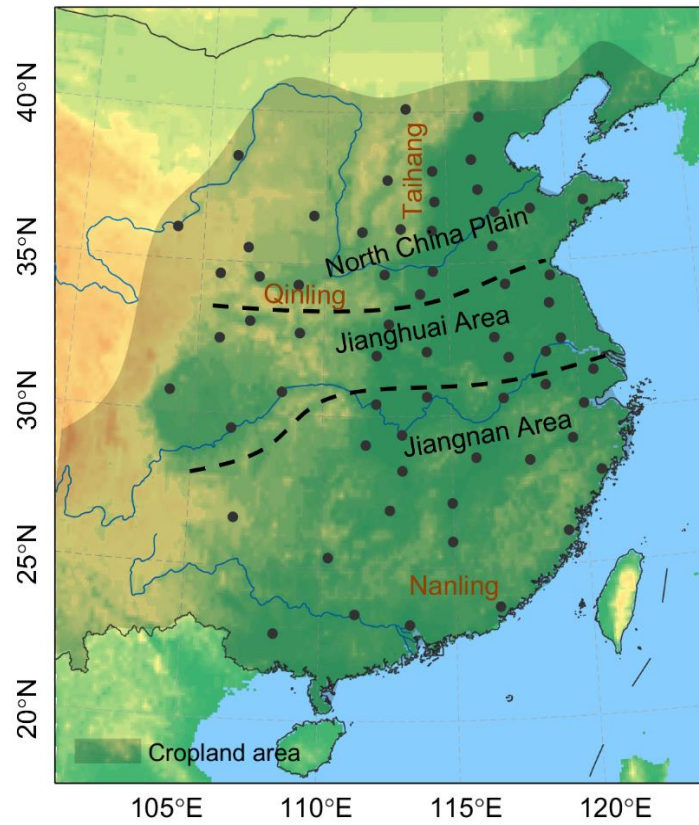 40°N
35°N
30°N
25°N
20°N
Taihang
North China Plain
Qinling
Jianghuai Area
Jiangnan Area
Nanling
Cropland area
105°E
110°E
115°E
120°E